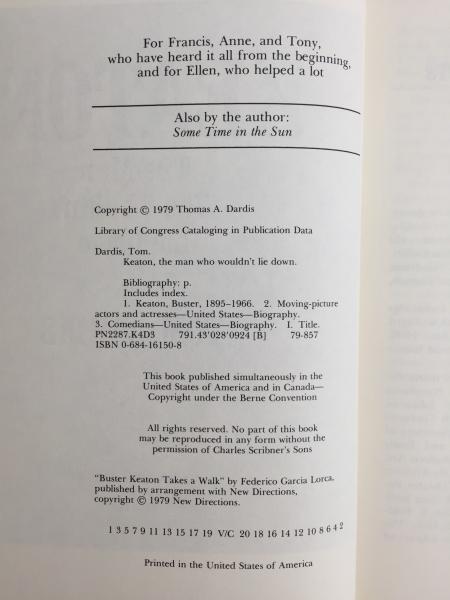 For Francis, Anne, and Tony,
who have heard it all from the beginning,
and for Ellen, who helped a lot
Also by the author:
Some Time in the Sun
Copyright © 1979 Thomas A. Dardis
Library of Congress Cataloging in Publication Data
Dardis, Tom.
Keaton, the man who wouldn't lie down.
Bibliography: p.
Includes index.
1. Keaton, Buster, 1895–1966. 2. Moving-picture
actors and actresses—United States—Biography.
3. Comedians—United States—Biography. I. Title.
PN2287.K4D3 791.43'028'0924 [B] 79-857
ISBN 0-684-16150-8
This book published simultaneously in the
United States of America and in Canada—
Copyright under the Berne Convention
All rights reserved. No part of this book
may be reproduced in any form without the
permission of Charles Scribner's Sons
"Buster Keaton Takes a Walk" by Federico Garcia Lorca,
published by arrangement with New Directions,
copyright © 1979 New Directions.
1 3 5 7 9 11 13 15 17 19 V/C 20 18 16 14 12 10 8 6 4 2
Printed in the United States of America